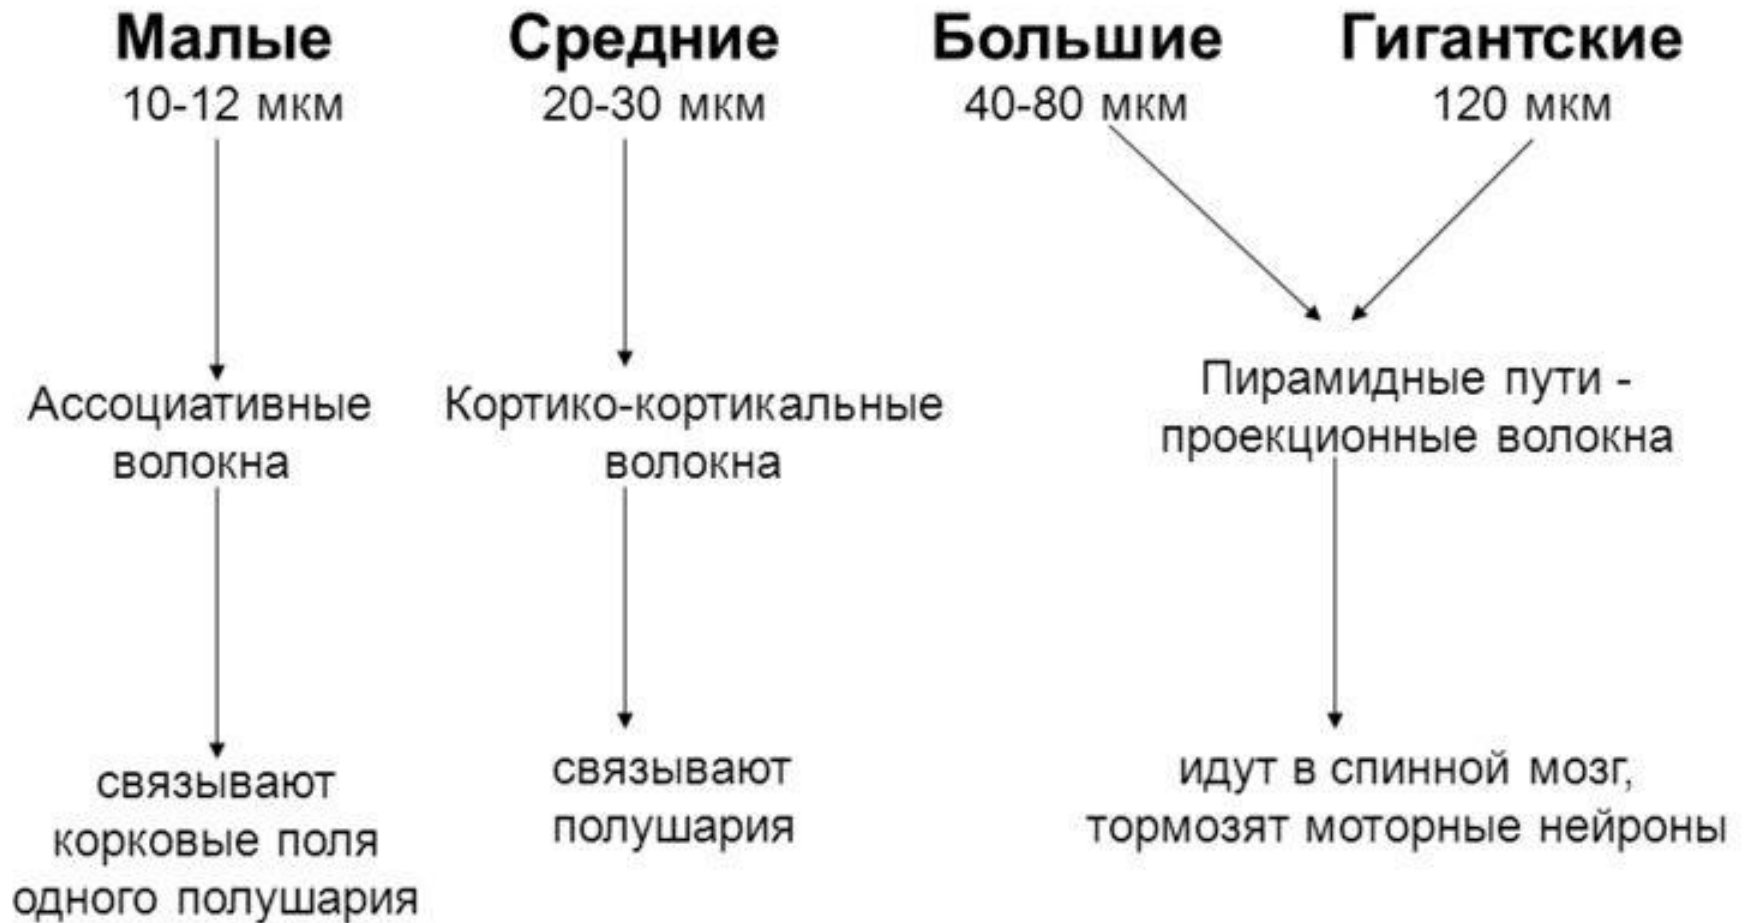 Малые
10-12 мкм
Ассоциативные
волокна
связывают
корковые поля
одного полушария
Средние
20-30 мкм
Кортико-кортикальные
волокна
связывают
полушария
Большие
40-80 мкм
Гигантские
120 мкм
Пирамидные пути -
проекционные волокна
идут в спинной мозг,
тормозят моторные нейроны